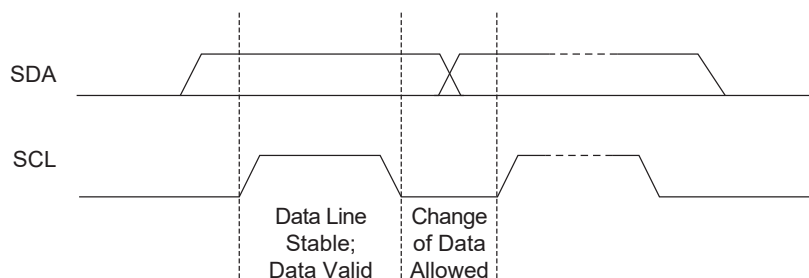 SDA
SCL
Data Line
Stable;
Data Valid
Change
of Data
Allowed